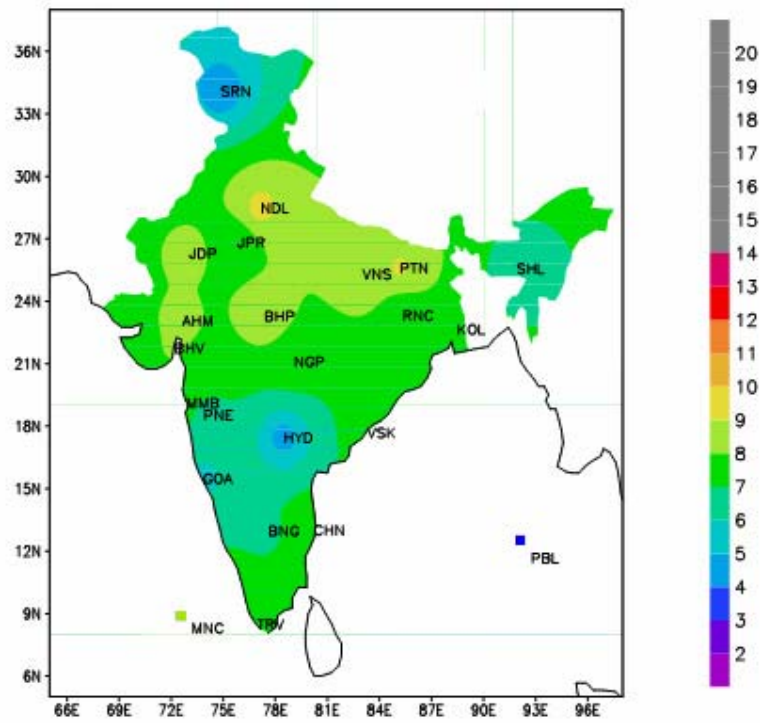 36N
33N
30N
27N
24N
21N
18N
15N
12N
9N
6N
SRN
NDL
JPR
JDP
VNS PTN
SHL
AHM BHP RNC
KOL
BHV
NGP
MMB
PNE
HYD VSK
GOA
BNG CHN
PBL
MNC TRV
66E 69E 72E 75E 78E 81E 84E 87E 90E 93E 96E
20
19
18
17
16
15
14
13
12
11
10
9
8
7
6
5
4
3
2